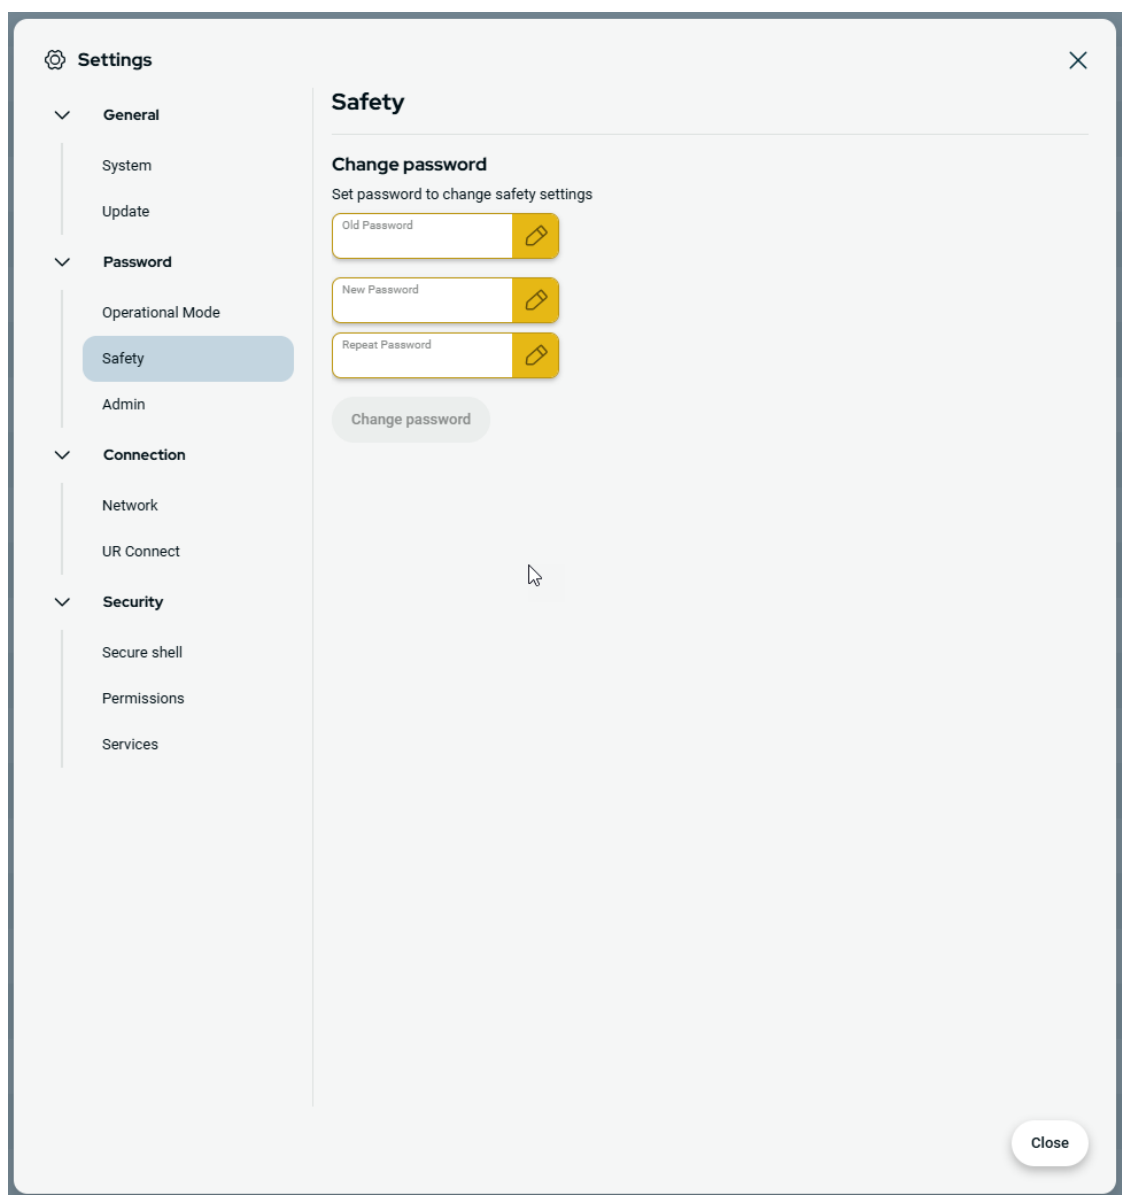 Settings
General
System
Update
Password
Operational Mode
Safety
Admin
Connection
Network
UR Connect
Security
Secure shell
Permissions
Services
Safety
Change password
Set password to change safety settings
Old Password
New Password
Repeat Password
Change password
Close